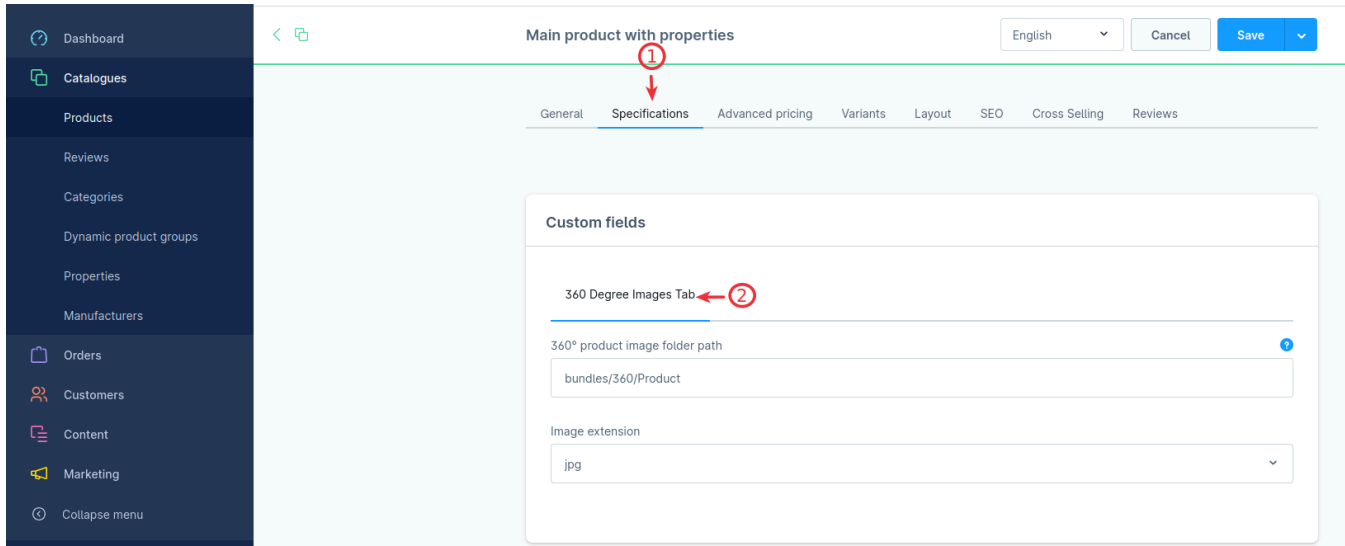 Dashboard
Catalogues
Products
Reviews
Categories
Dynamic product groups
Properties
Manufacturers
Orders
Customers
Content
Marketing
Collapse menu
Main product with properties
English
Cancel
Save
1
General Specifications Advanced pricing Variants Layout SEO Cross Selling Reviews
Custom fields
360 Degree Images Tab
2
360° product image folder path
?
bundles/360/Product
Image extension
jpg